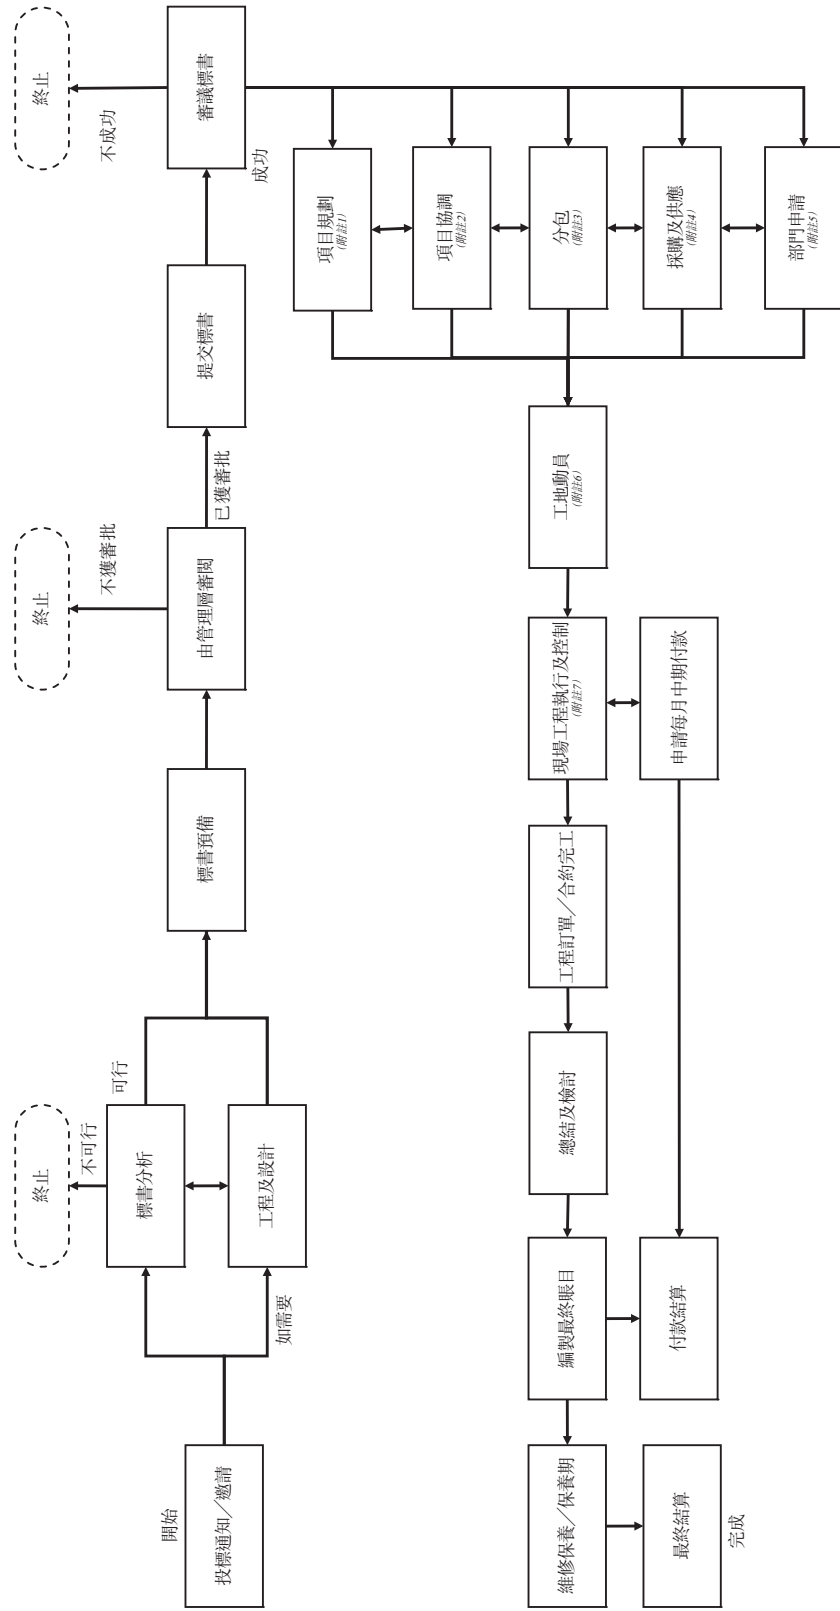 開始
投標通知／邀請
如需要
終止
不可行
標書分析
可行
工程及設計
標書預備
終止
不獲審批
由管理層審閱
已獲審批
提交標書
終止
不成功
審議標書
成功
項目規劃
(附註1)
項目協調
(附註2)
分包
(附註3)
採購及供應
(附註4)
部門申請
(附註5)
工地動員
(附註6)
現場工程執行及控制
(附註7)
申請每月中期付款
工程訂單／合約完工
總結及檢討
編製最終賬目
付款結算
維修保養／保養期
最終結算
完成